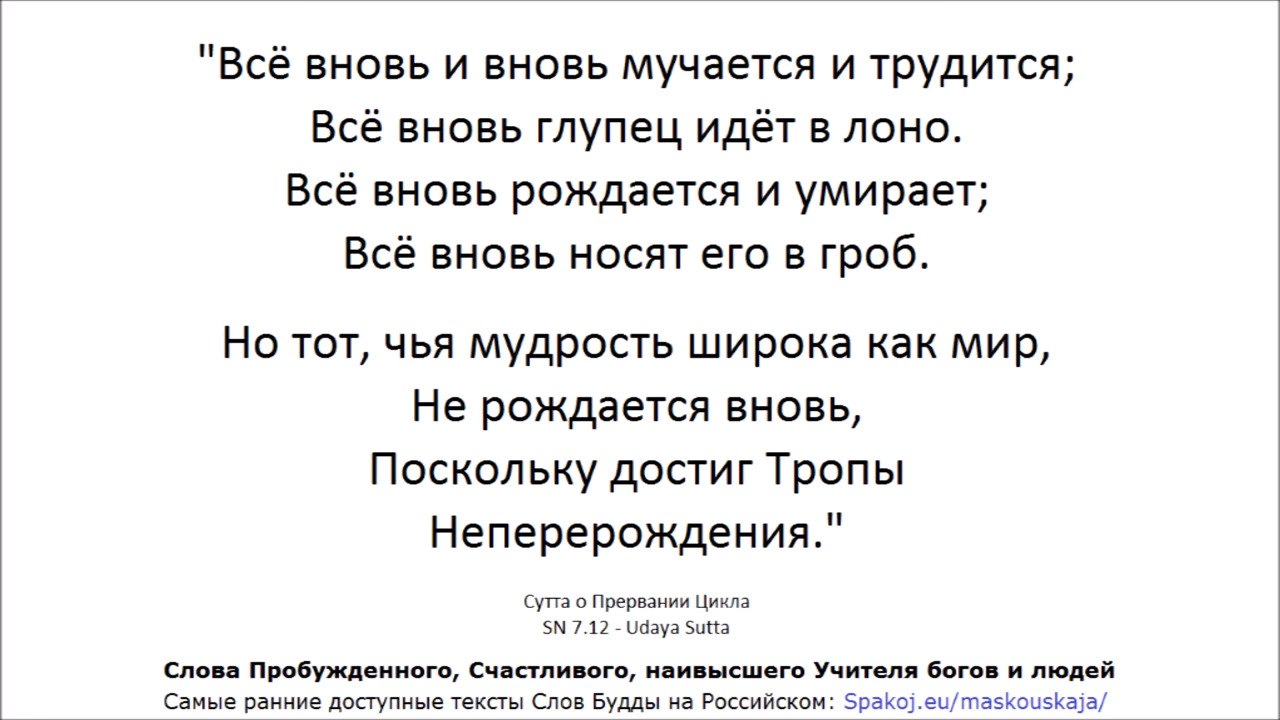 "Всё вновь и вновь мучается и трудится;
Всё вновь глупец идёт в лоно.
Всё вновь рождается и умирает;
Всё вновь носят его в гроб.
Но тот, чья мудрость широка как мир,
Не рождается вновь,
Поскольку достиг Тропы
Неперерождения."
Сутта о Прервании Цикла
SN 7.12 - Udaya Sutta
Слова Пробужденного, Счастливого, наивысшего Учителя богов и людей
Самые ранние доступные тексты Слов Будды на Российском: Spakoj.eu/maskouskaja/